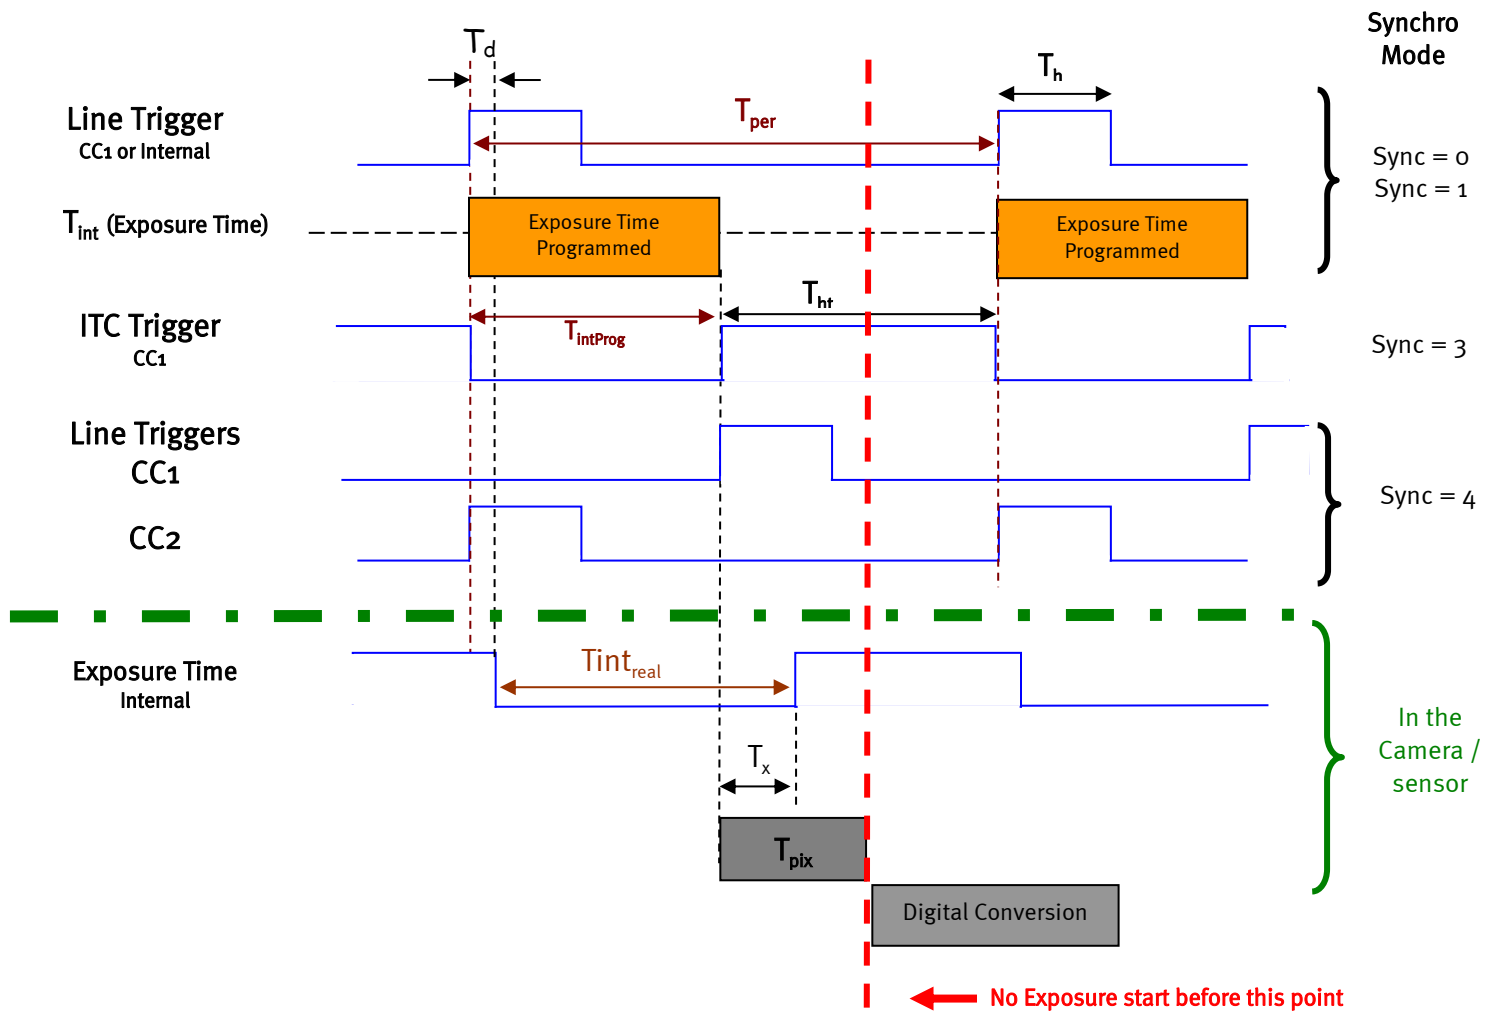 Synchro
Mode
Td
Th
Tper
Line Trigger
CC1 or Internal
Sync = 0
Sync = 1
Tint (Exposure Time)
Exposure Time
Programmed
Exposure Time
Programmed
Tht
ITC Trigger
CC1
TintProg
Sync = 3
Line Triggers
CC1
Sync = 4
CC2
Exposure Time
Internal
Tintreal
In the
Camera /
sensor
Tx
Tpix
Digital Conversion
No Exposure start before this point